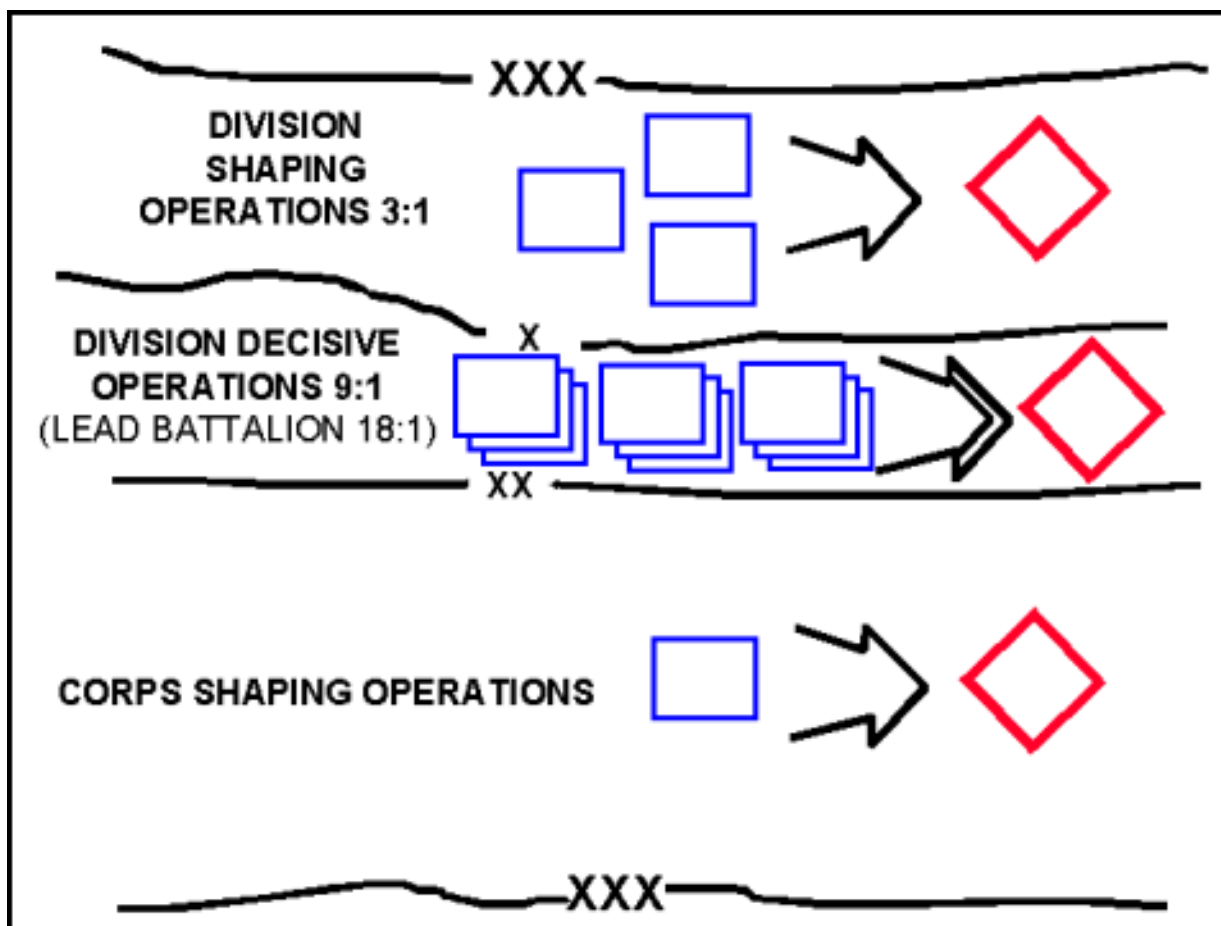 XXX
DIVISION
SHAPING
OPERATIONS 3:1
X
DIVISION DECISIVE
OPERATIONS 9:1
(LEAD BATTALION 18:1)
XX
CORPS SHAPING OPERATIONS
XXX